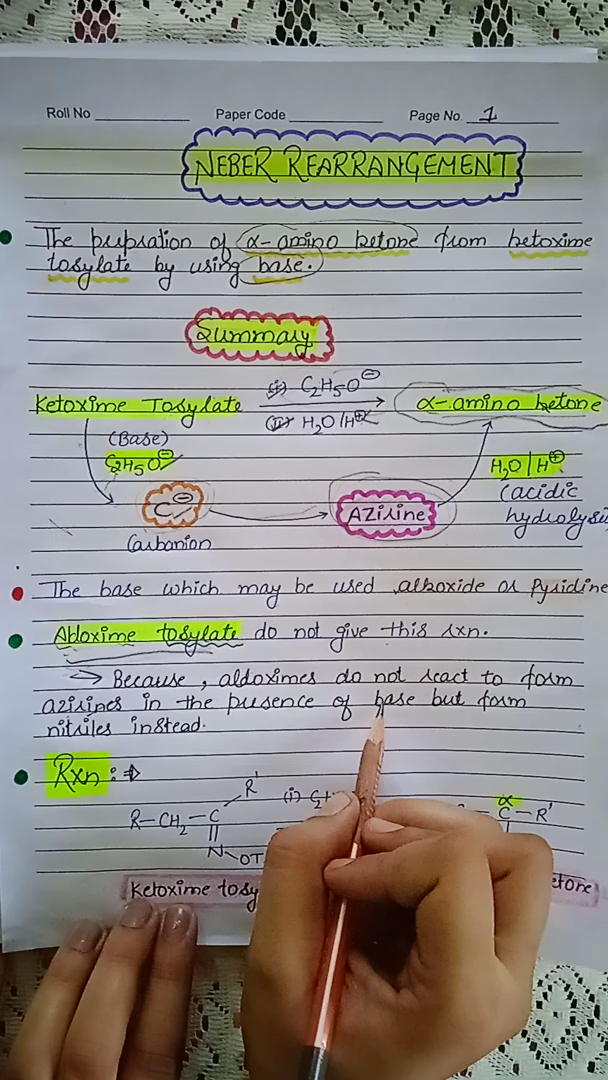 Roll No Paper Code Page No. 1
NEBER REARRANGEMENT
The prepration of α-amino ketone from ketoxime
tosylate by using base.
Summary
Ketoxime Tosylate (i) C2H5O⊖ (ii) H2O/H⊕ α-amino ketone
(Base)
C2H5O⊖
H2O/H⊕
(acidic
C⊖ Azirine
Carbanion
The base which may be used alkoxide or Pyridine
Aldoxime tosylate do not give this rxn.
→ Because, aldoximes do not react to form
azirines in the presence of base but form
nitriles instead.
Rxn :⇒
R' (i) α
R-CH2-C C-R'
N-OT
Ketoxime tosy etone